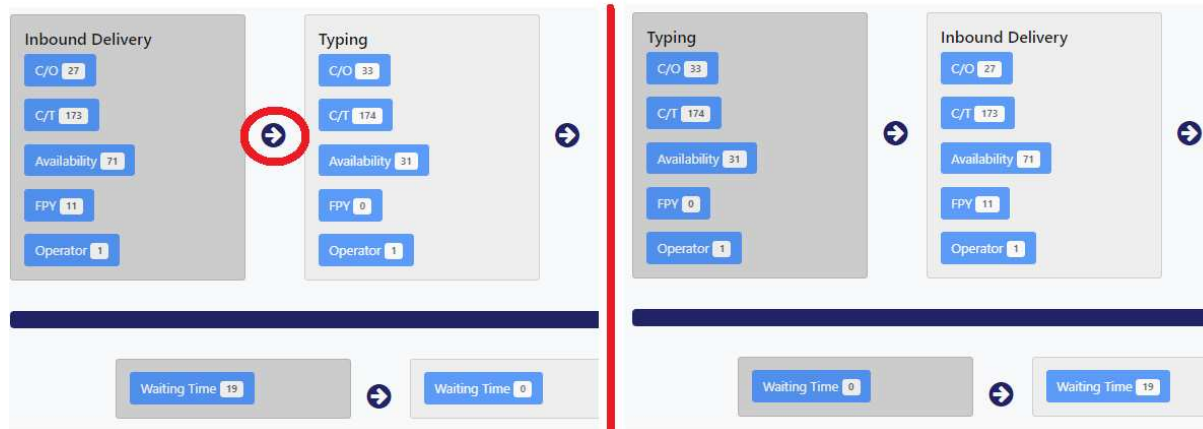 Inbound Delivery
C/O 27
C/T 173
Availability 71
FPY 11
Operator 1
Typing
C/O 33
C/T 174
Availability 31
FPY 0
Operator 1
Waiting Time 19
Waiting Time 0
Typing
C/O 33
C/T 174
Availability 31
FPY 0
Operator 1
Inbound Delivery
C/O 27
C/T 173
Availability 71
FPY 11
Operator 1
Waiting Time 0
Waiting Time 19